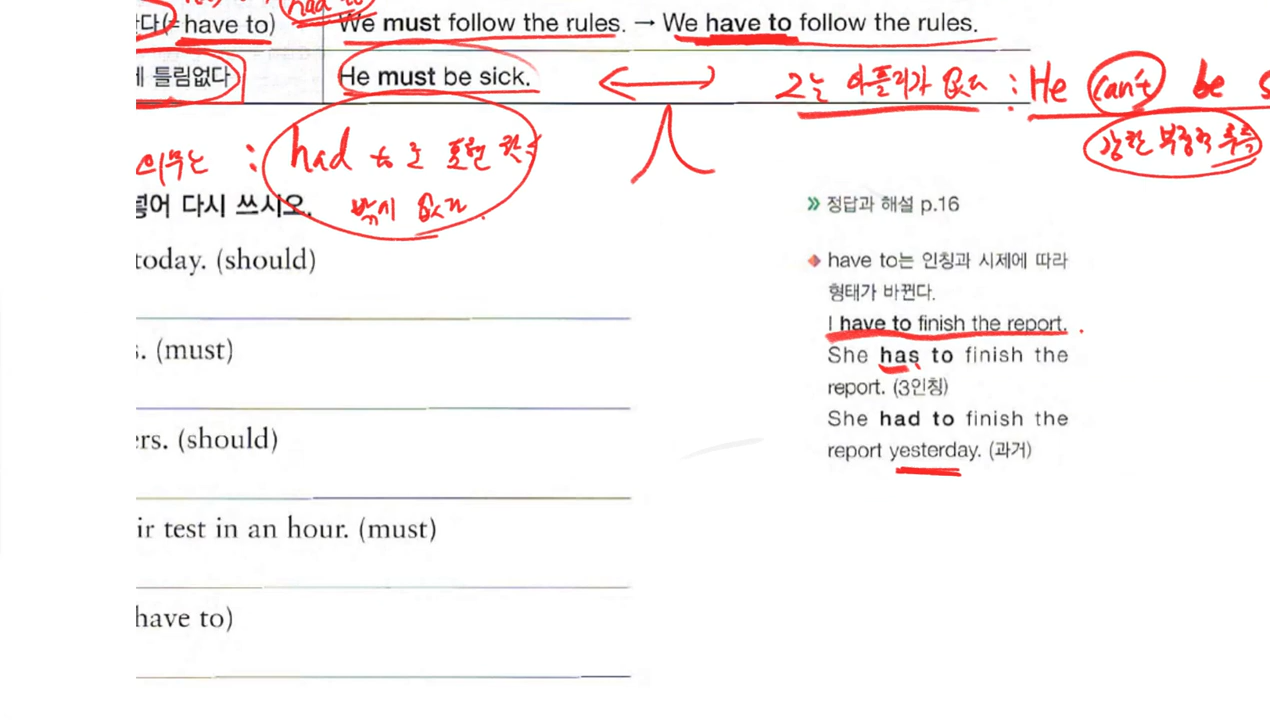 다(= have to) had to We must follow the rules. → We have to follow the rules.
틀림없다 He must be sick. 그는 아플리가 없다 : He can't be s
강한 부정적 추측
의무는 : had to로 표현할 수
밖에 없다.
넣어 다시 쓰시오.
today. (should)
s. (must)
ers. (should)
ir test in an hour. (must)
have to)
» 정답과 해설 p.16
have to는 인칭과 시제에 따라
형태가 바뀐다.
I have to finish the report.
She has to finish the
report. (3인칭)
She had to finish the
report yesterday. (과거)